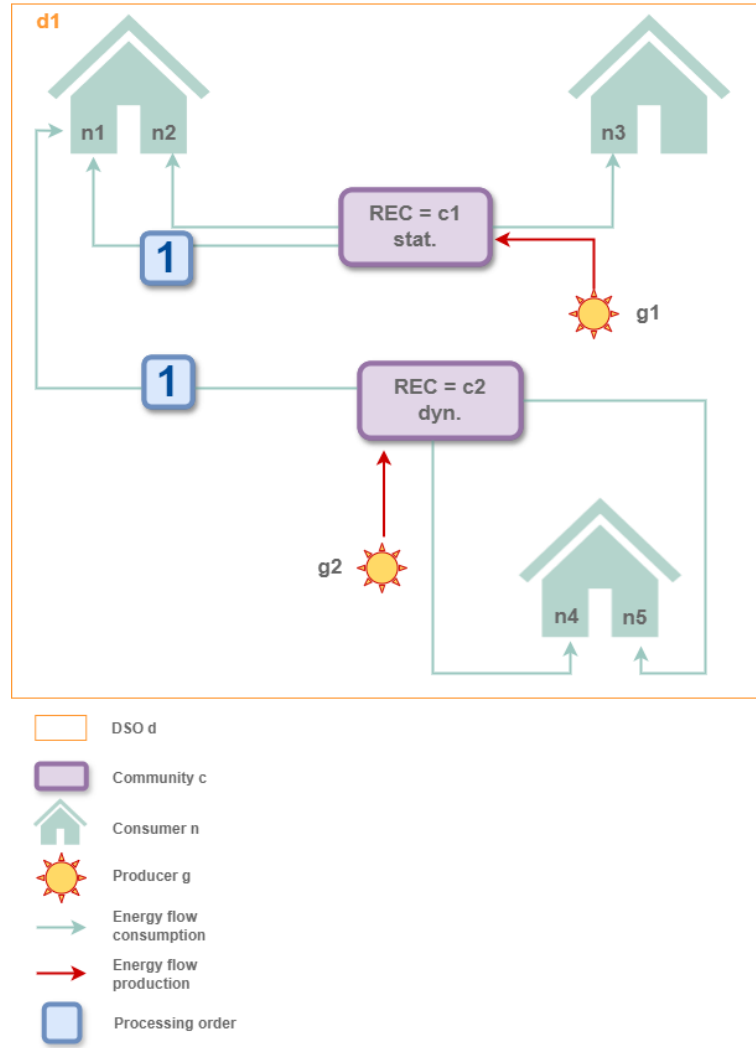 d1
n1
n2
n3
REC = c1
stat.
1
g1
1
REC = c2
dyn.
g2
n4
n5
DSO d
Community c
Consumer n
Producer g
Energy flow
consumption
Energy flow
production
Processing order